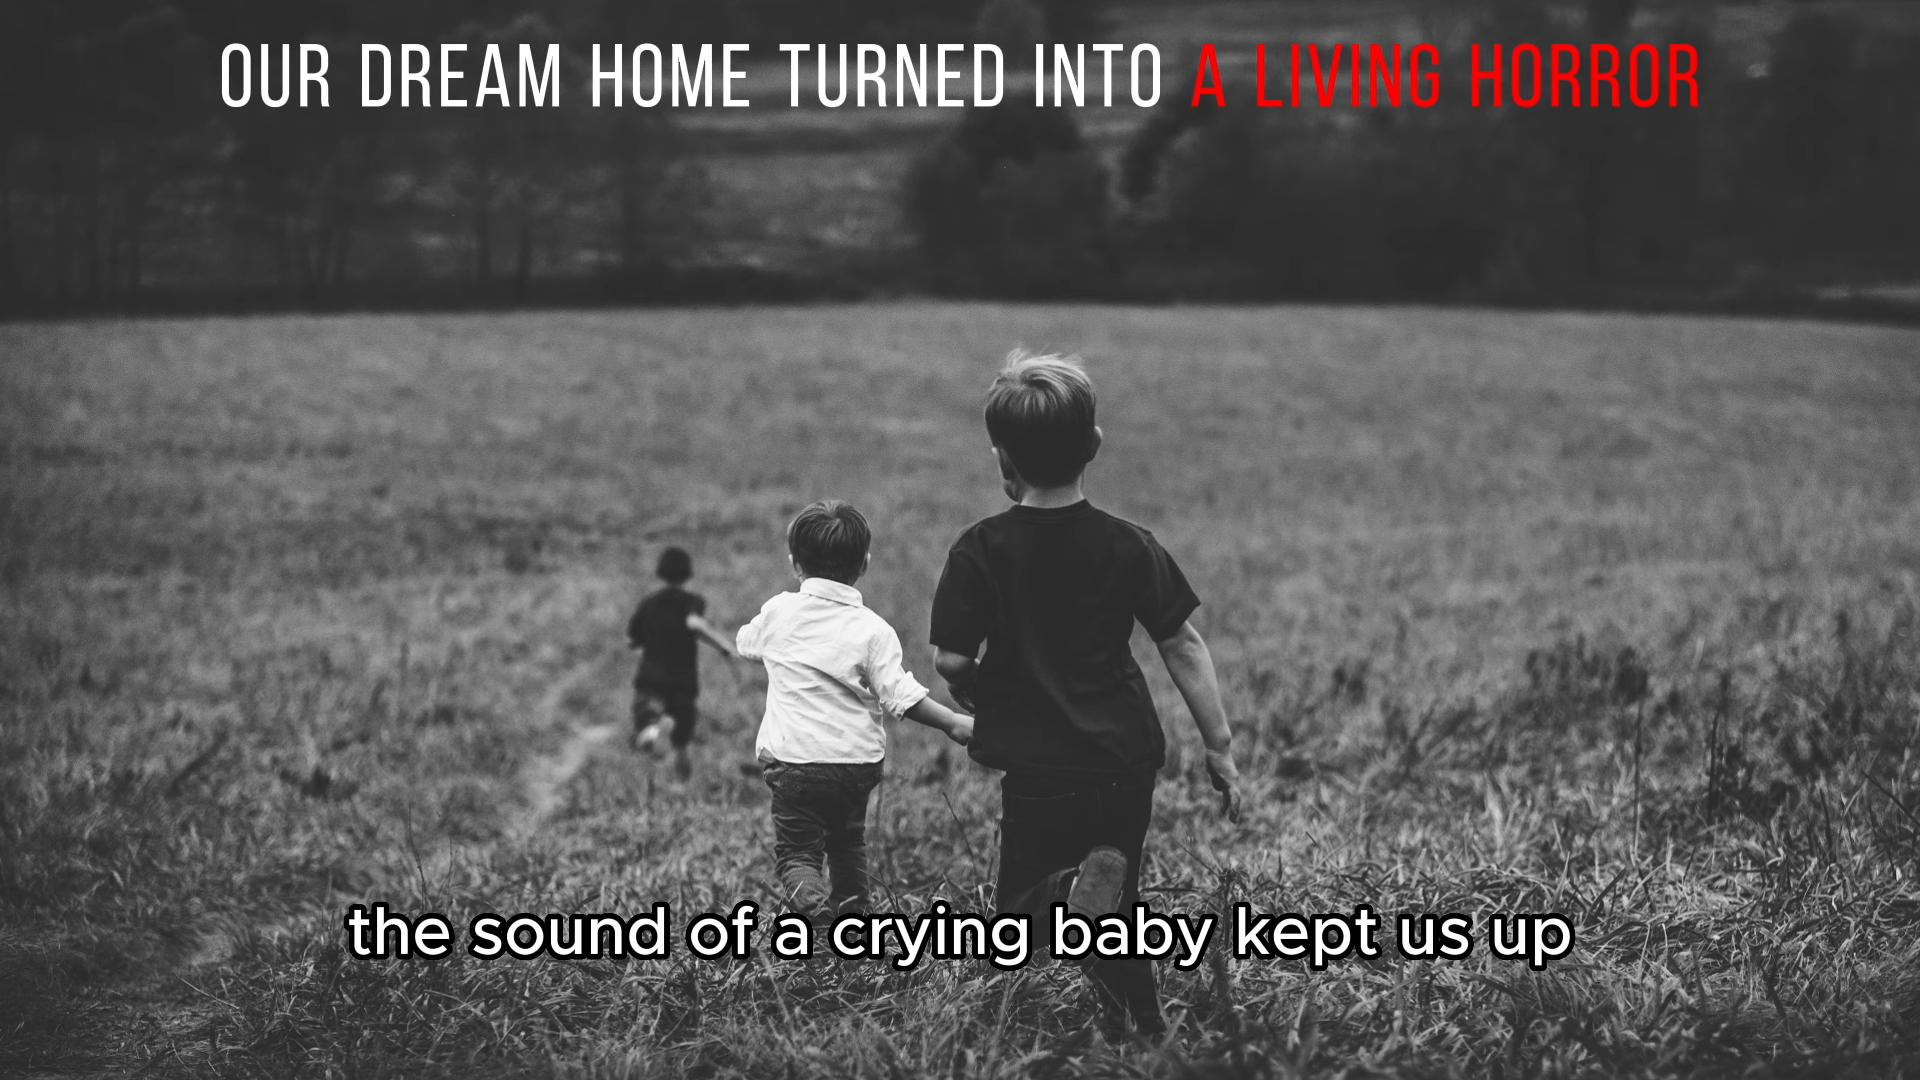 OUR DREAM HOME TURNED INTO A LIVING HORROR
the sound of a crying baby kept us up